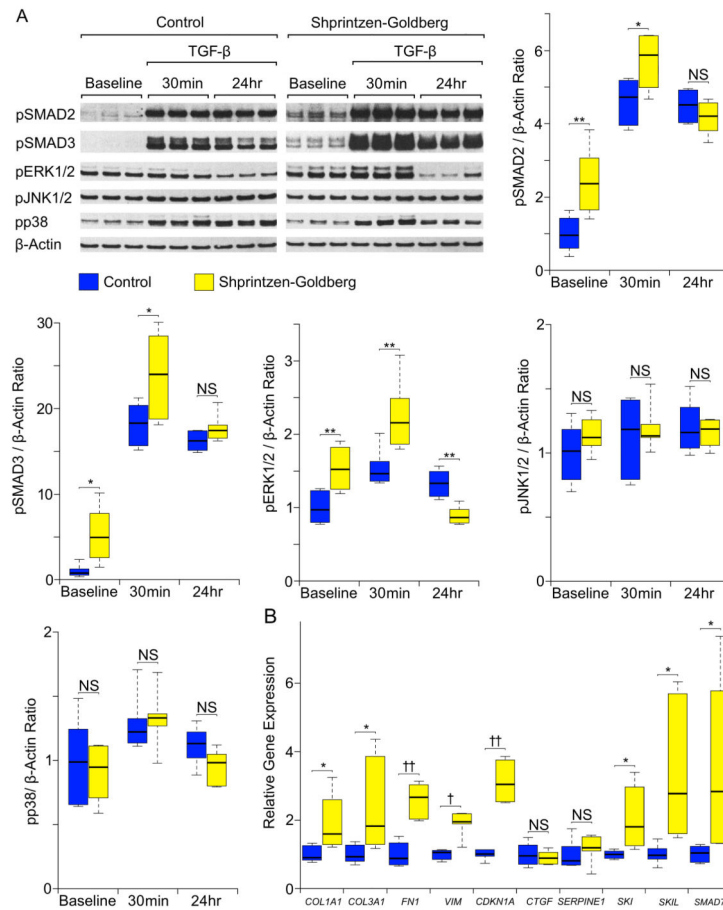 A
Control
Shprintzen-Goldberg
TGF-β
TGF-β
Baseline
30min
24hr
Baseline
30min
24hr
pSMAD2
pSMAD3
pERK1/2
pJNK1/2
pp38
β-Actin
Control
Shprintzen-Goldberg
pSMAD2 / β-Actin Ratio
6
4
2
0
**
*
NS
Baseline
30min
24hr
pSMAD3 / β-Actin Ratio
30
20
10
0
*
*
NS
Baseline
30min
24hr
pERK1/2 / β-Actin Ratio
3
2
1
0
**
**
**
Baseline
30min
24hr
pJNK1/2 / β-Actin Ratio
2
1
0
NS
NS
NS
Baseline
30min
24hr
pp38/ β-Actin Ratio
2
1
0
NS
NS
NS
Baseline
30min
24hr
B
Relative Gene Expression
6
4
2
0
*
*
††
†
††
NS
NS
*
*
*
COL1A1
COL3A1
FN1
VIM
CDKN1A
CTGF
SERPINE1
SKI
SKIL